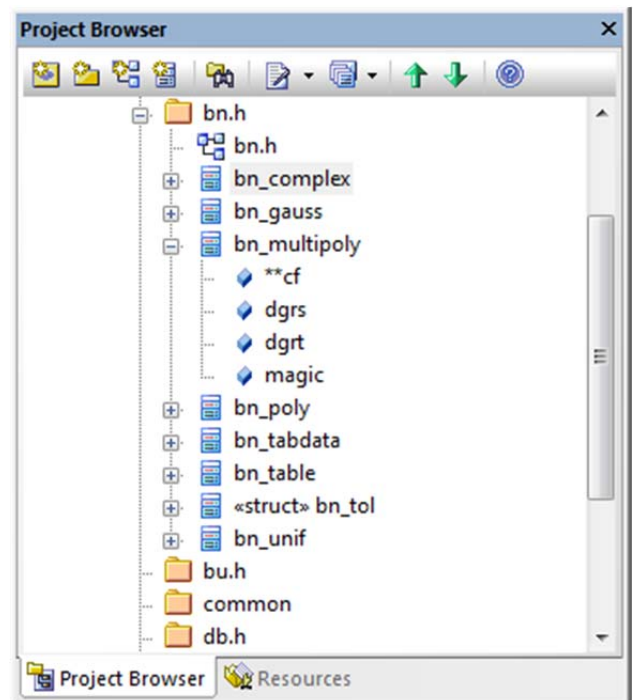 Project Browser
bn.h
bn.h
bn_complex
bn_gauss
bn_multipoly
**cf
dgrs
dgrt
magic
bn_poly
bn_tabdata
bn_table
«struct» bn_tol
bn_unif
bu.h
common
db.h
Project Browser Resources